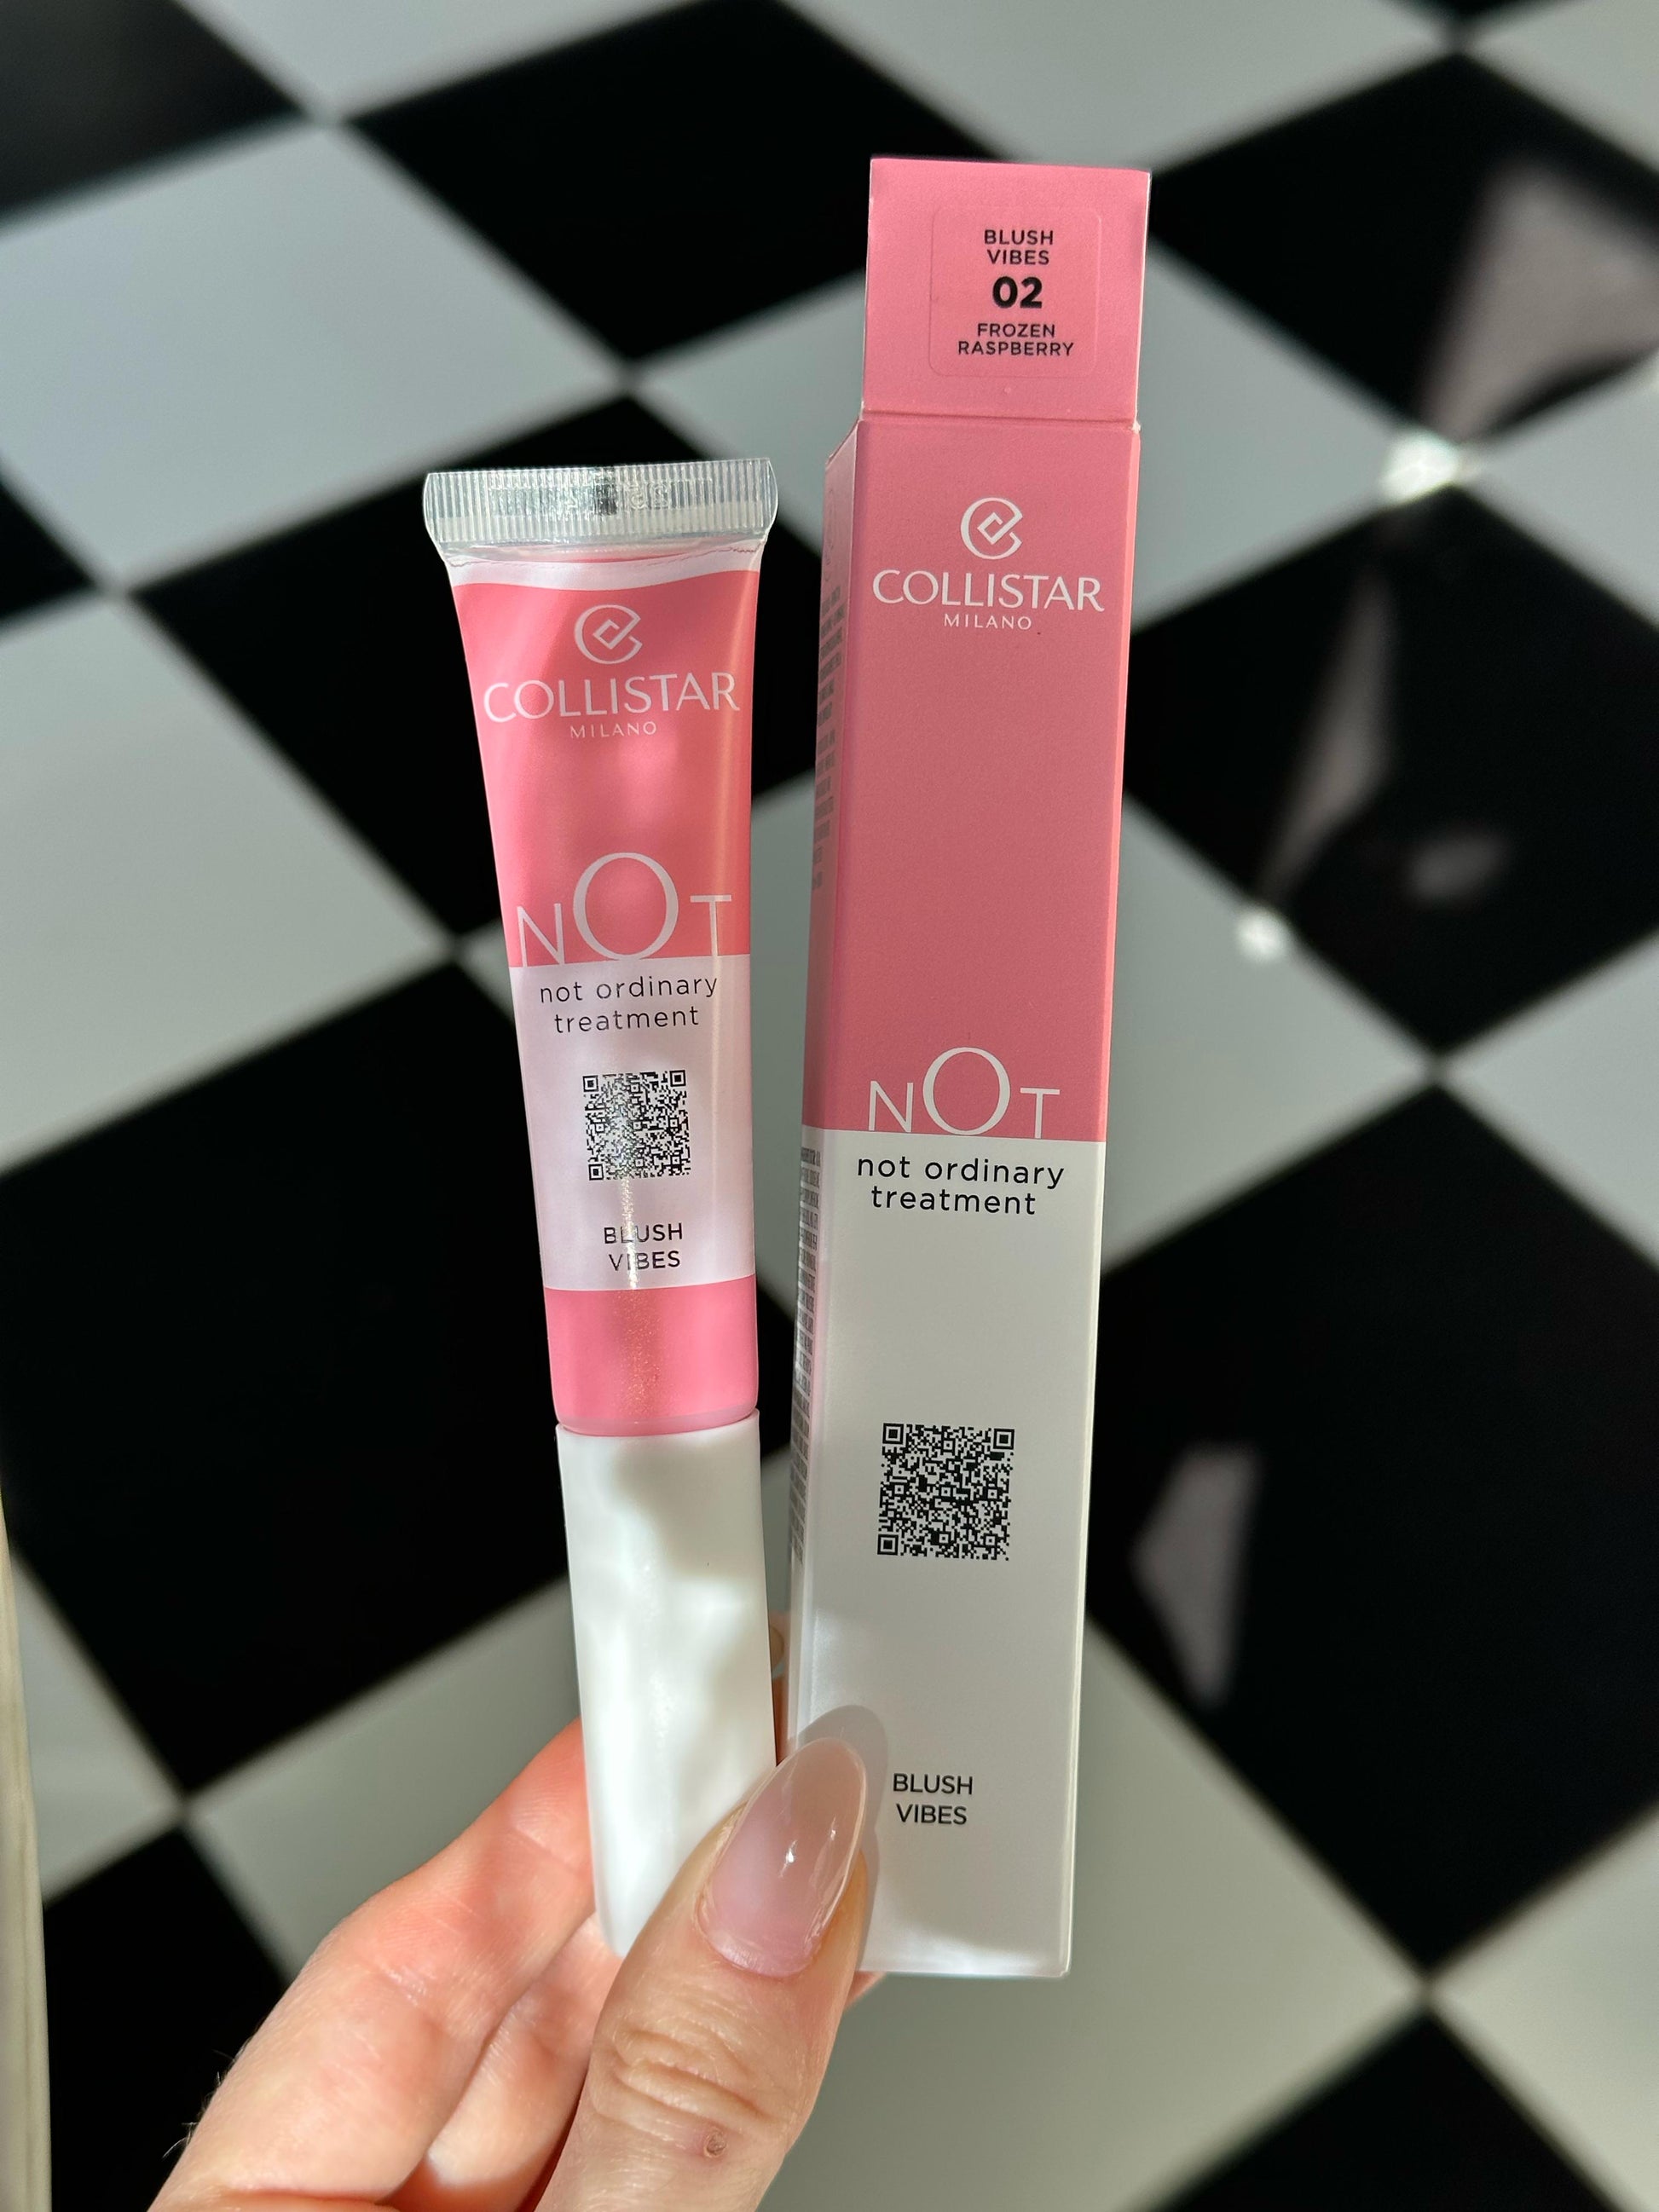 COLLISTAR
MILANO
NOT
not ordinary
treatment
BLUSH
VIBES
BLUSH
VIBES
02
FROZEN
RASPBERRY
COLLISTAR
MILANO
NOT
not ordinary
treatment
BLUSH
VIBES